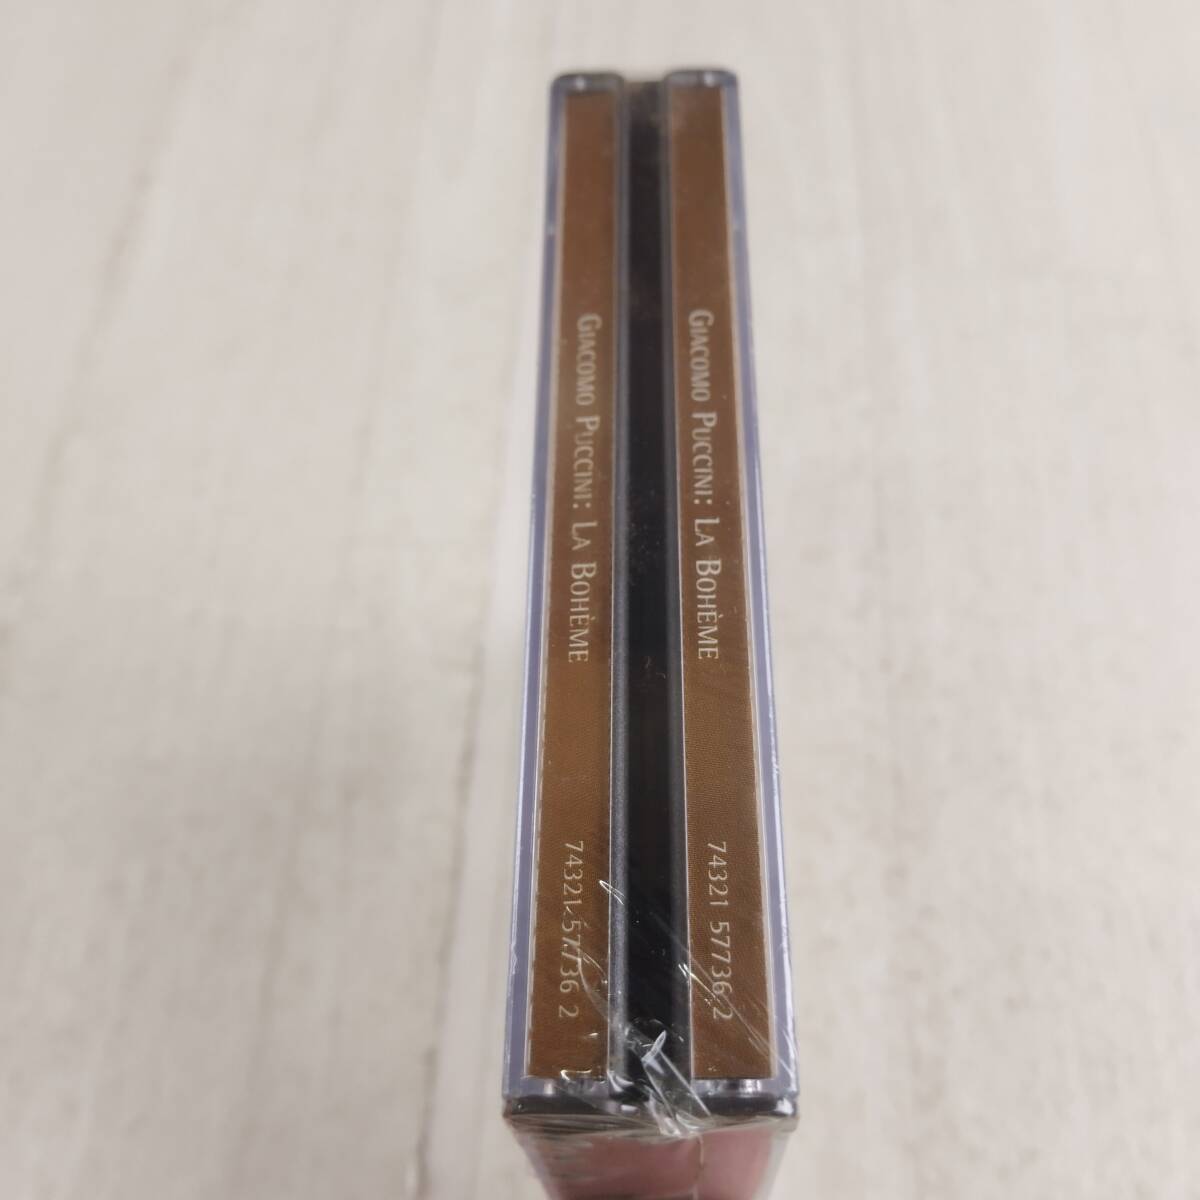 GIACOMO PUCCINI: LA BOHÈME
74321 57736 2
GIACOMO PUCCINI: LA BOHÈME
74321 57736 2